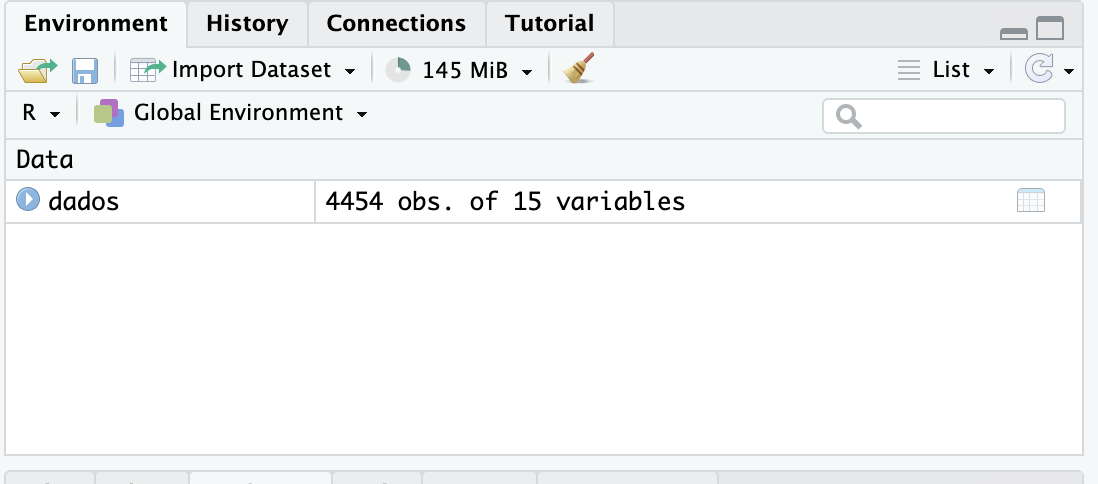 Environment History Connections Tutorial
Import Dataset 145 MiB List
R Global Environment
Data
dados 4454 obs. of 15 variables